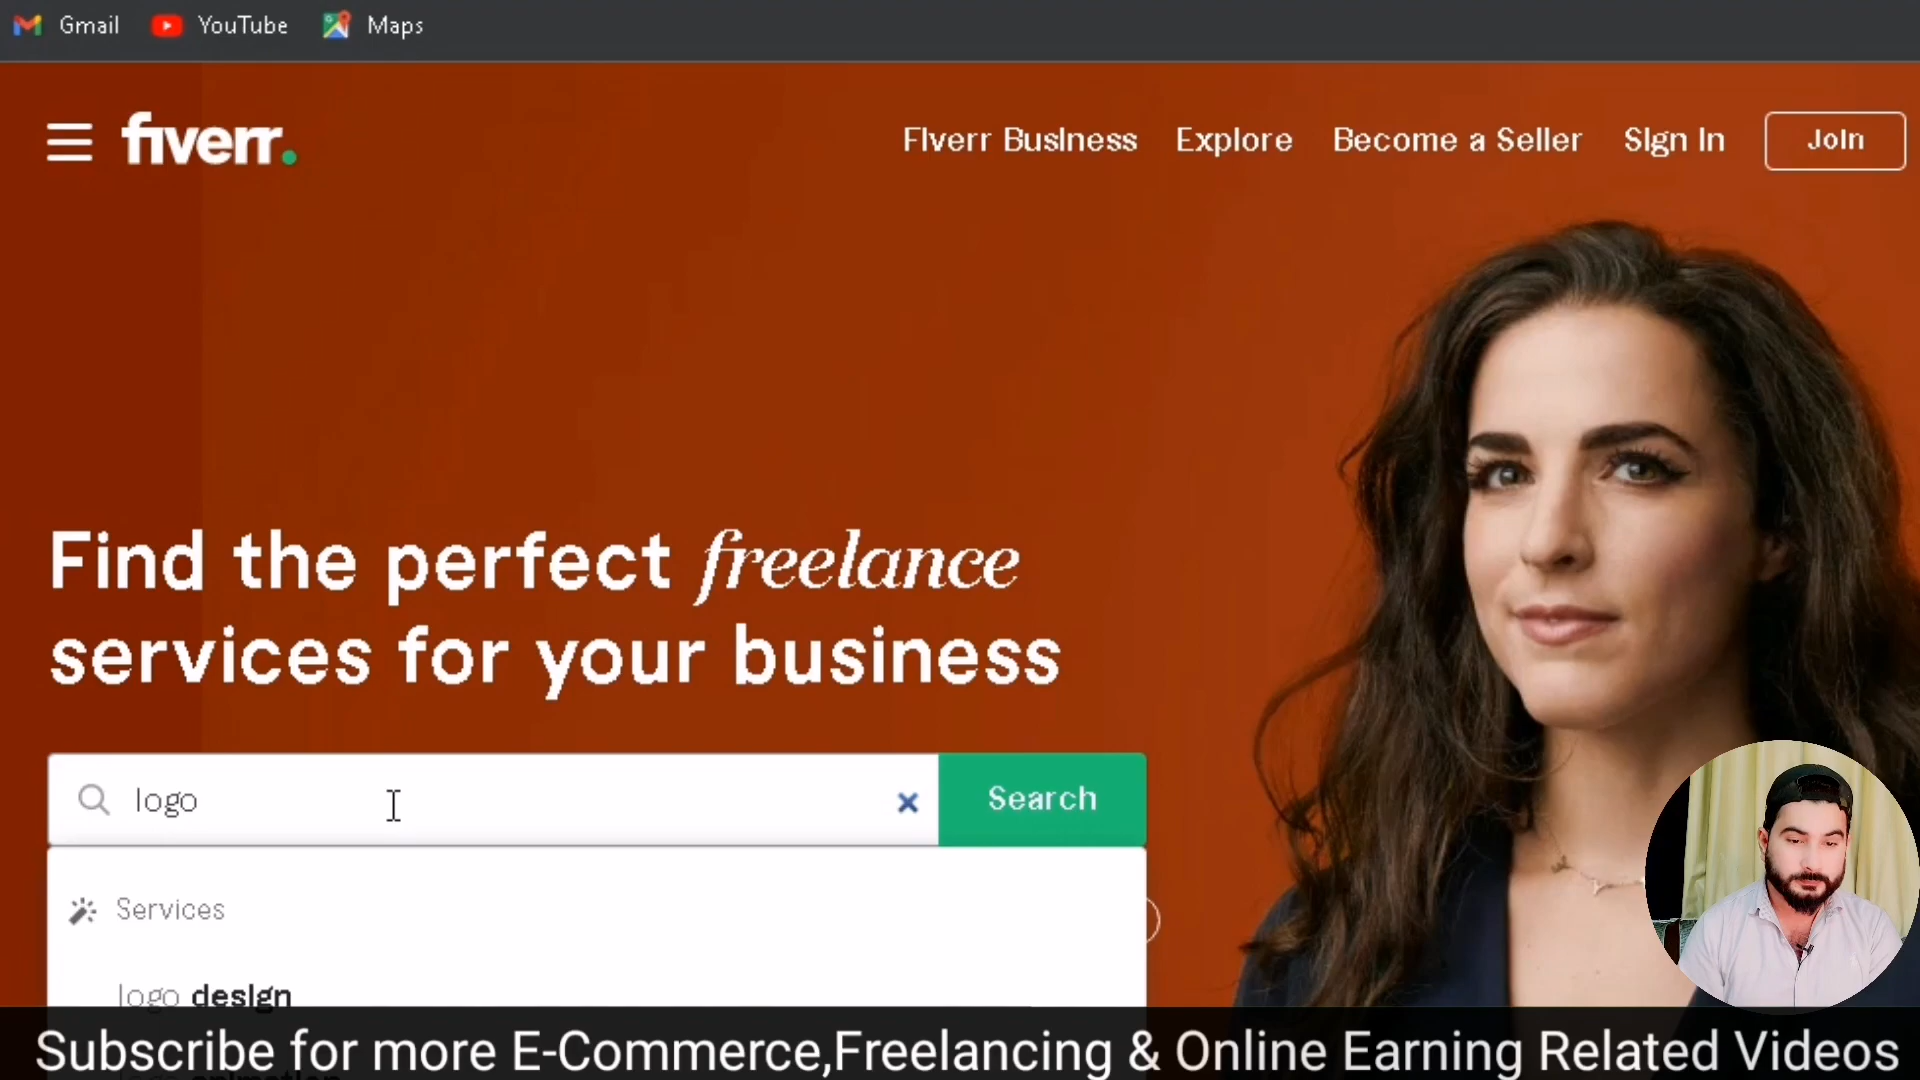 Gmail YouTube Maps
fiverr.
Fiverr Business Explore Become a Seller Sign In Join
Find the perfect freelance
services for your business
logo Search
Services
logo design
Subscribe for more E-Commerce,Freelancing & Online Earning Related Videos